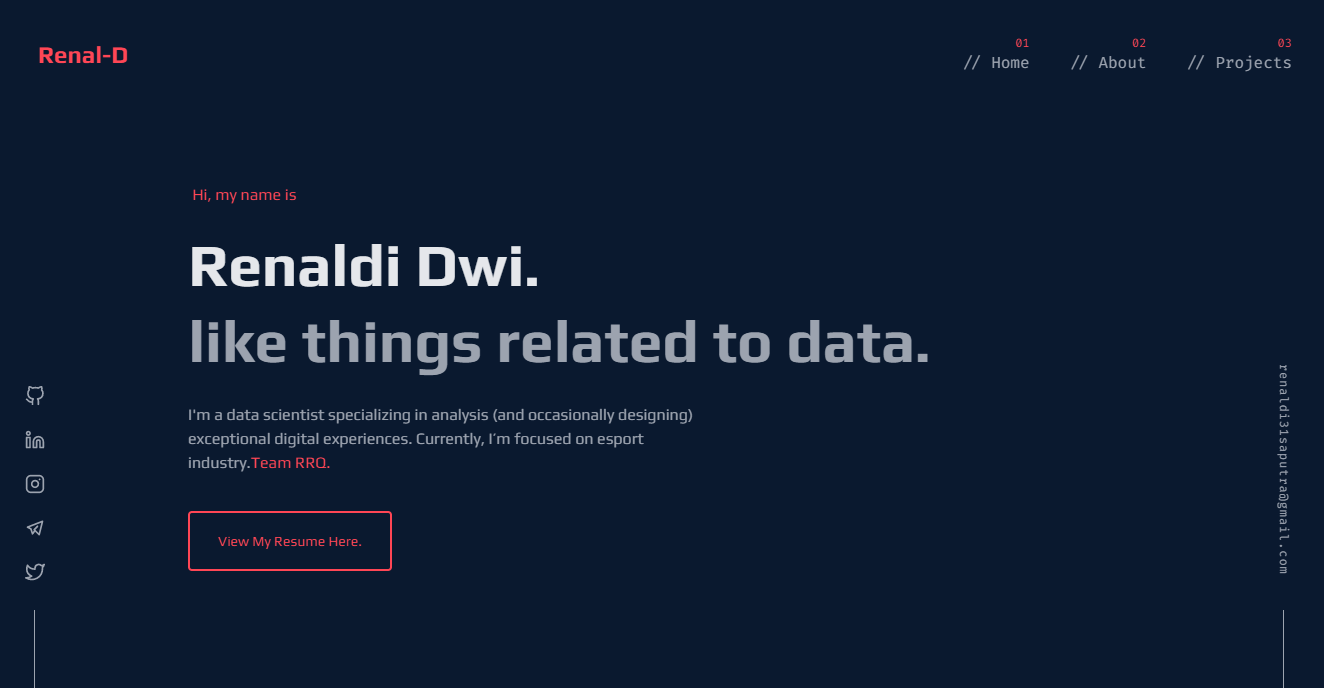 Renal-D
01
// Home
02
// About
03
// Projects
Hi, my name is
Renaldi Dwi.
like things related to data.
I'm a data scientist specializing in analysis (and occasionally designing)
exceptional digital experiences. Currently, I´m focused on esport
industry.Team RRQ.
View My Resume Here.
renaldi31saputra@gmail.com